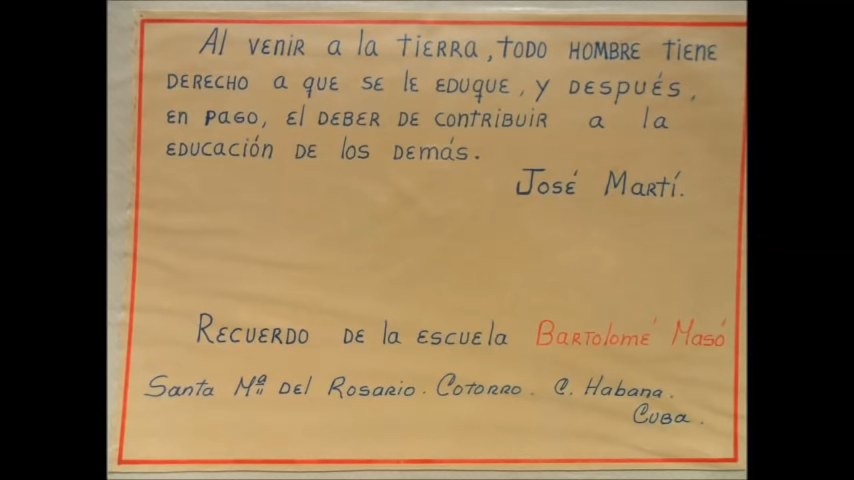 Al venir a la tierra, todo hombre tiene
derecho a que se le eduque, y después,
en pago, el deber de contribuir a la
educación de los demás.
José Martí.
Recuerdo de la escuela Bartolomé Masó
Santa Mª del Rosario. Cotorro. C. Habana.
Cuba.